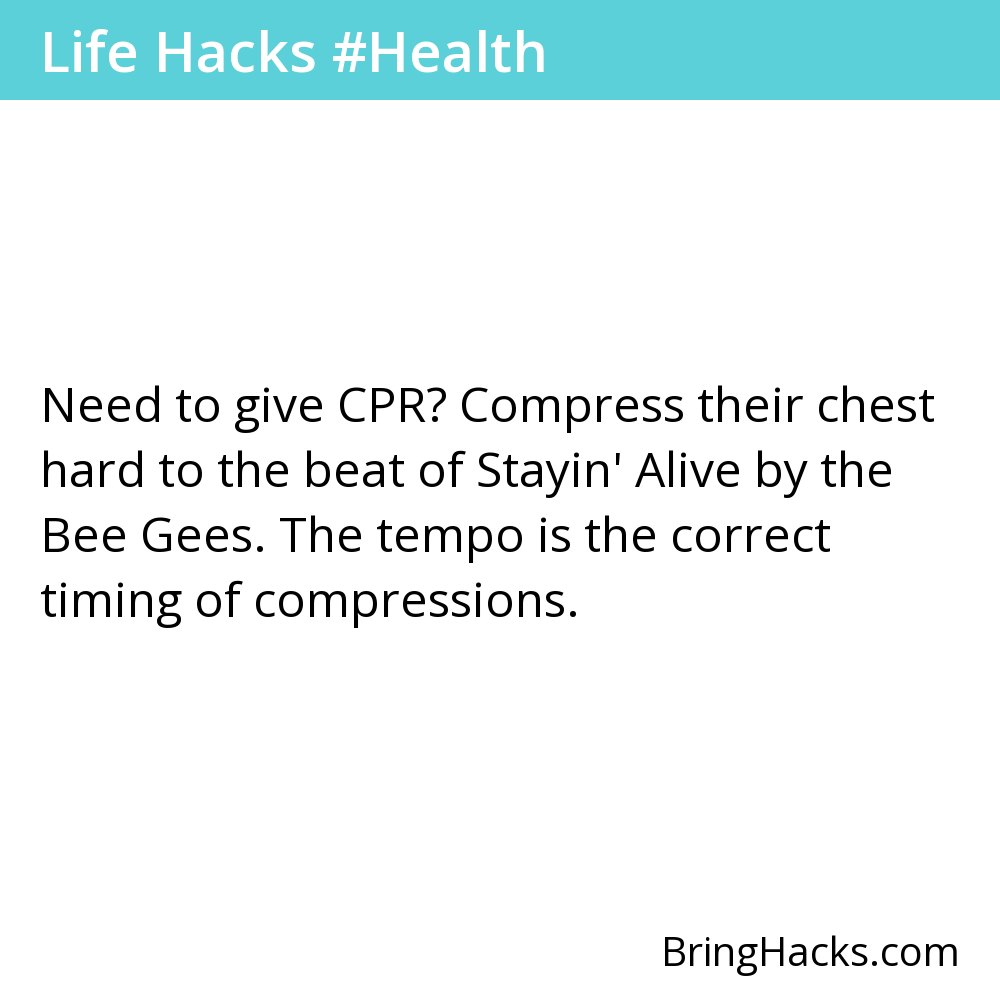 Life Hacks #Health
Need to give CPR? Compress their chest
hard to the beat of Stayin' Alive by the
Bee Gees. The tempo is the correct
timing of compressions.
BringHacks.com